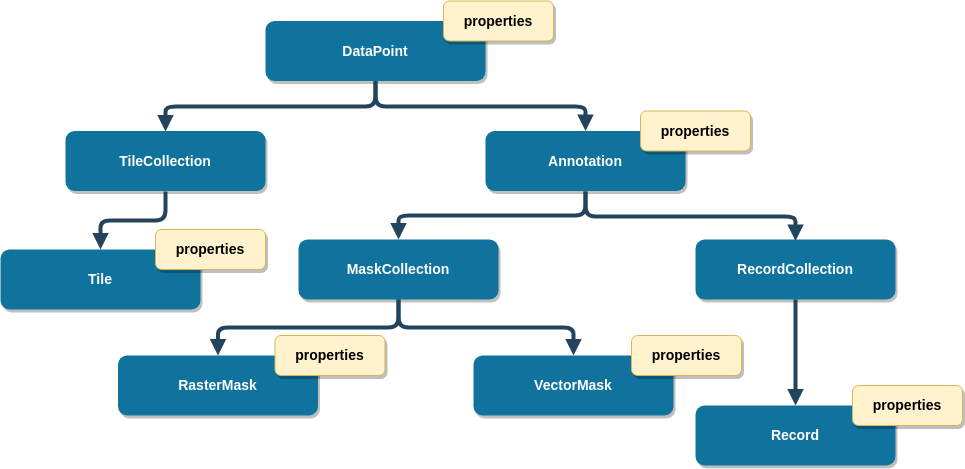 properties
DataPoint
properties
TileCollection
Annotation
properties
Tile
MaskCollection
RecordCollection
properties
RasterMask
properties
VectorMask
properties
Record